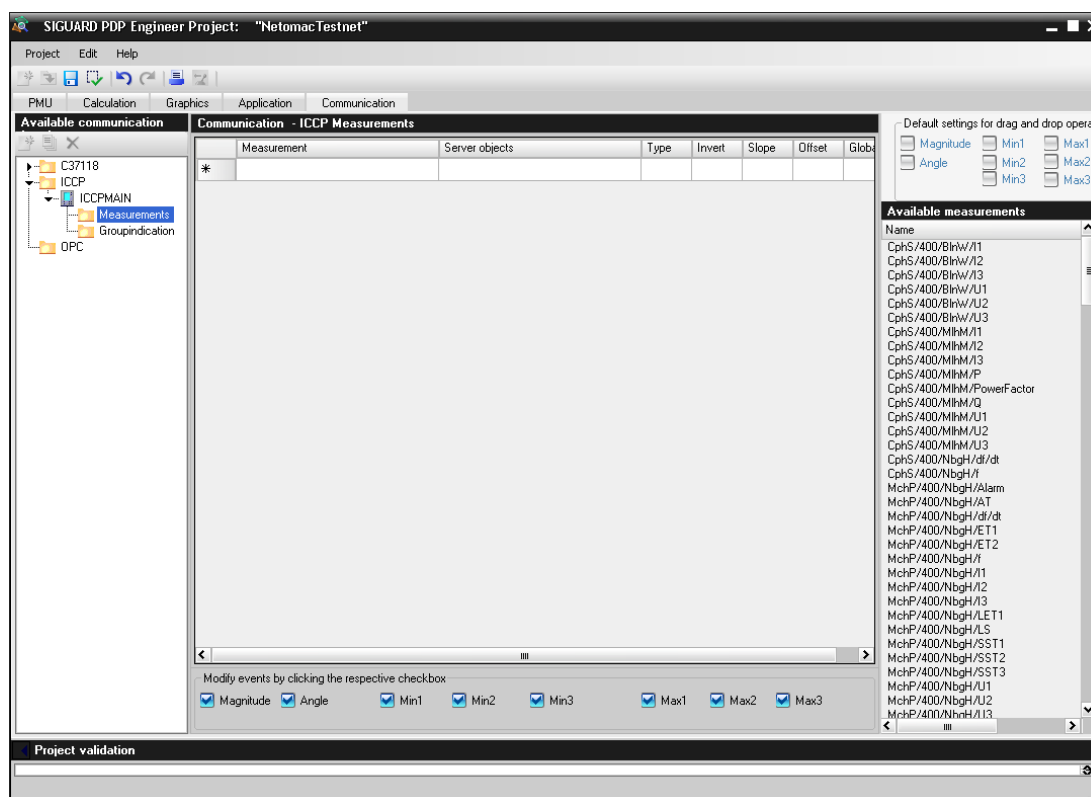 SIGUARD PDP Engineer Project: "NetomacTestnet"
Project Edit Help
PMU Calculation Graphics Application Communication
Available communication
C37118
ICCP
ICCPMAIN
Measurements
Groupindication
OPC
Communication - ICCP Measurements
Measurement Server objects Type Invert Slope Offset Globa
*
Modify events by clicking the respective checkbox
Magnitude Angle Min1 Min2 Min3 Max1 Max2 Max3
Default settings for drag and drop opera
Magnitude Min1 Max1
Angle Min2 Max2
Min3 Max3
Available measurements
Name
CphS/400/BlnW/I1
CphS/400/BlnW/I2
CphS/400/BlnW/I3
CphS/400/BlnW/U1
CphS/400/BlnW/U2
CphS/400/BlnW/U3
CphS/400/MlhM/I1
CphS/400/MlhM/I2
CphS/400/MlhM/I3
CphS/400/MlhM/P
CphS/400/MlhM/PowerFactor
CphS/400/MlhM/Q
CphS/400/MlhM/U1
CphS/400/MlhM/U2
CphS/400/MlhM/U3
CphS/400/NbgH/df/dt
CphS/400/NbgH/f
MchP/400/NbgH/Alarm
MchP/400/NbgH/AT
MchP/400/NbgH/df/dt
MchP/400/NbgH/ET1
MchP/400/NbgH/ET2
MchP/400/NbgH/f
MchP/400/NbgH/I1
MchP/400/NbgH/I2
MchP/400/NbgH/I3
MchP/400/NbgH/LET1
MchP/400/NbgH/LS
MchP/400/NbgH/SST1
MchP/400/NbgH/SST2
MchP/400/NbgH/SST3
MchP/400/NbgH/U1
MchP/400/NbgH/U2
MchP/400/NbgH/U3
Project validation